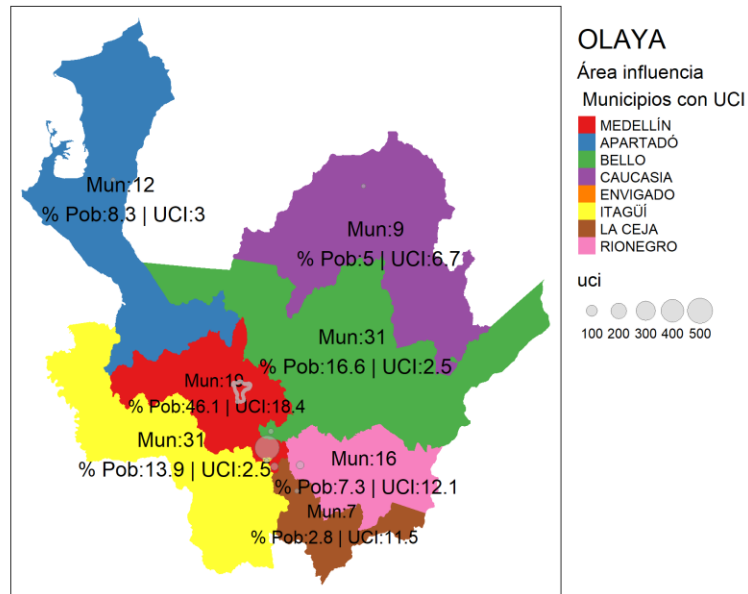 OLAYA
Área influencia
Municipios con UCI
MEDELLÍN
APARTADÓ
BELLO
CAUCASIA
ENVIGADO
ITAGÜÍ
LA CEJA
RIONEGRO
uci
100 200 300 400 500
Mun:12
% Pob:8.3 | UCI:3
Mun:9
% Pob:5 | UCI:6.7
Mun:31
% Pob:16.6 | UCI:2.5
Mun:10
% Pob:46.1 | UCI:18.4
Mun:31
% Pob:13.9 | UCI:2.5
Mun:16
% Pob:7.3 | UCI:12.1
Mun:7
% Pob:2.8 | UCI:11.5